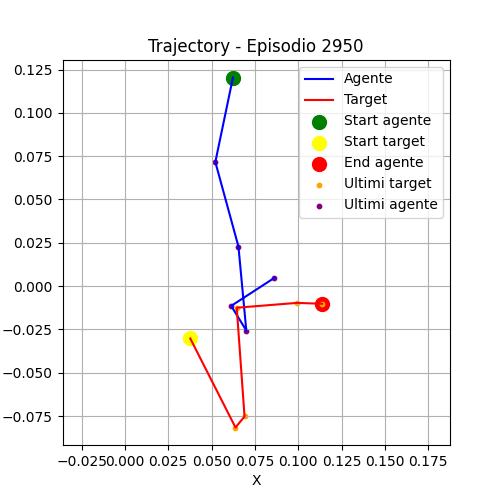 Trajectory - Episodio 2950
Agente
Target
Start agente
Start target
End agente
Ultimi target
Ultimi agente
0.125
0.100
0.075
0.050
0.025
0.000
−0.025
−0.050
−0.075
−0.025 0.000 0.025 0.050 0.075 0.100 0.125 0.150 0.175
X